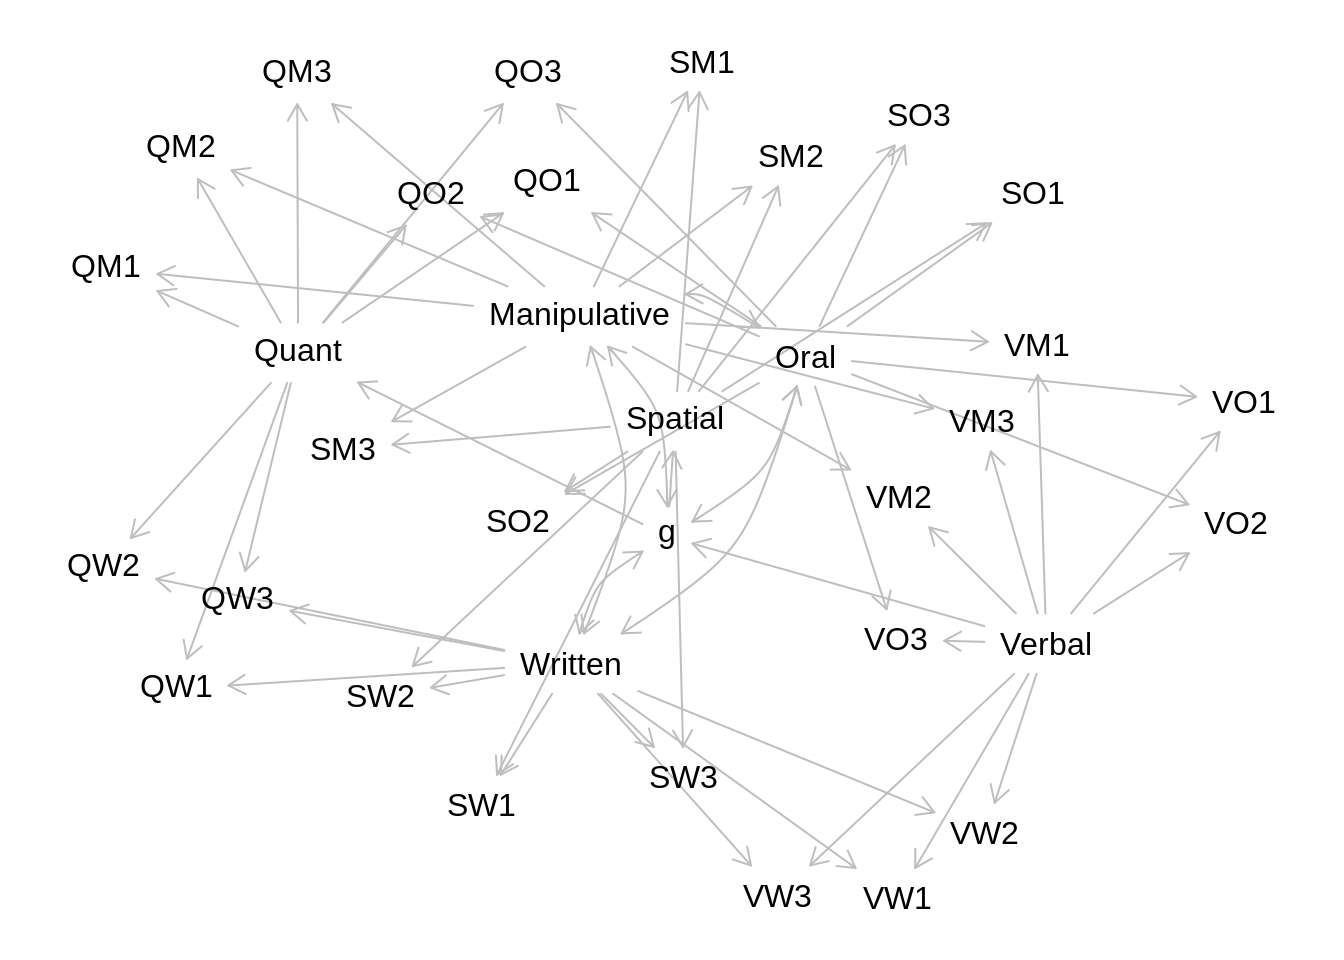 SM1
QM3
QO3
SO3
QM2
SM2
QO1
QO2
SO1
QM1
Manipulative
VM1
Quant
Oral
VO1
Spatial
VM3
SM3
VM2
SO2
VO2
g
QW2
QW3
VO3
Verbal
Written
QW1
SW2
SW3
SW1
VW2
VW3
VW1